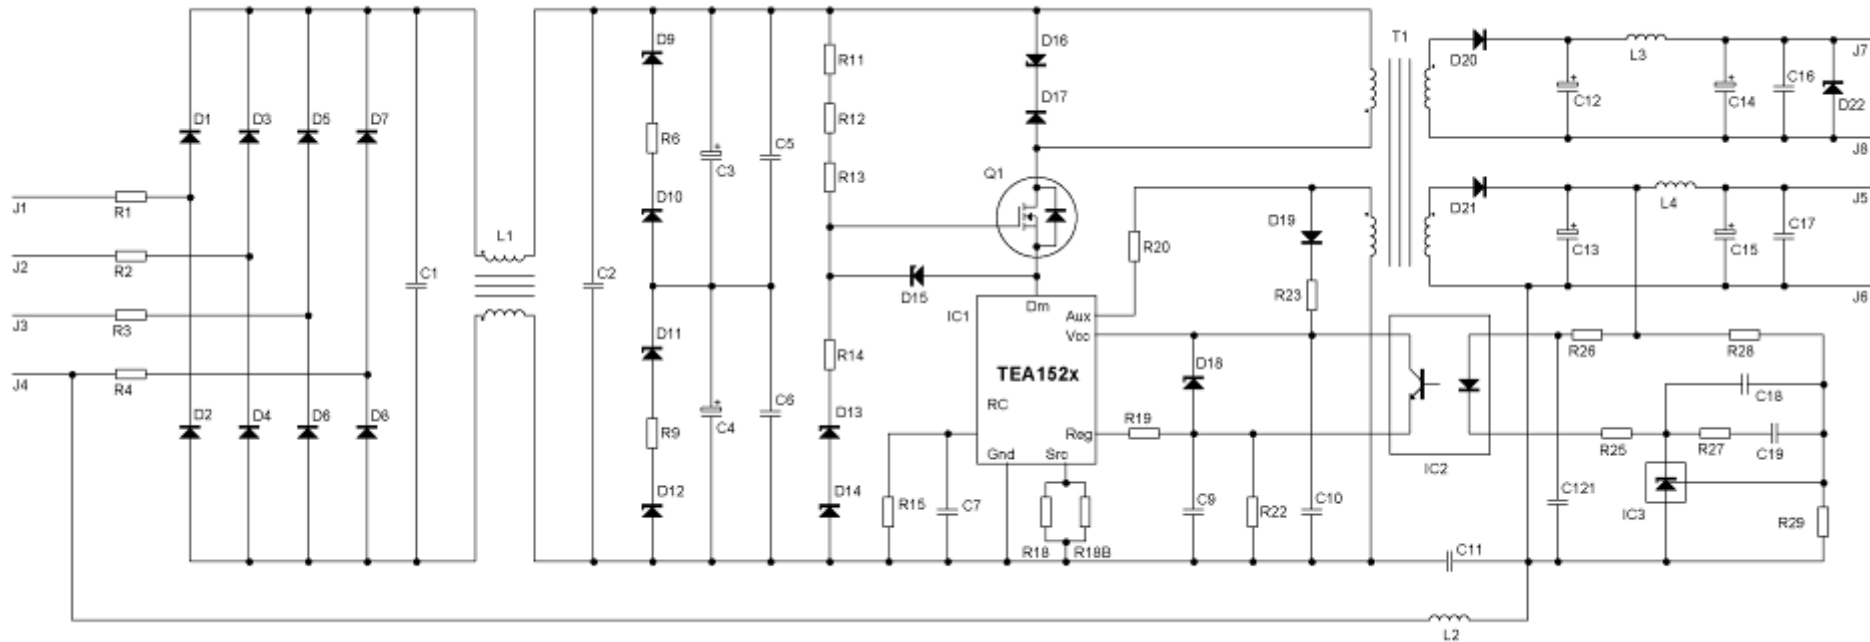 D9
D16
T1
D20
L3
J7
R11
C16
D17
C12
C14
D22
D1
D3
D5
D7
R12
R6
C3
C5
J8
Q1
R13
J1
R1
D10
D21
L4
J5
D19
C17
L1
R20
C13
C15
J2
R2
C1
C2
D15
R23
J6
J3
R3
IC1
Dm
Aux
Vcc
R26
R28
D11
R14
D18
J4
R4
TEA152x
C18
D2
D4
D6
D8
RC
C4
C6
D13
R19
R9
Reg
R25
R27
C19
Gnd
Src
IC2
D12
D14
R15
C7
C9
R22
C10
C121
IC3
R29
R18
R18B
C11
L2